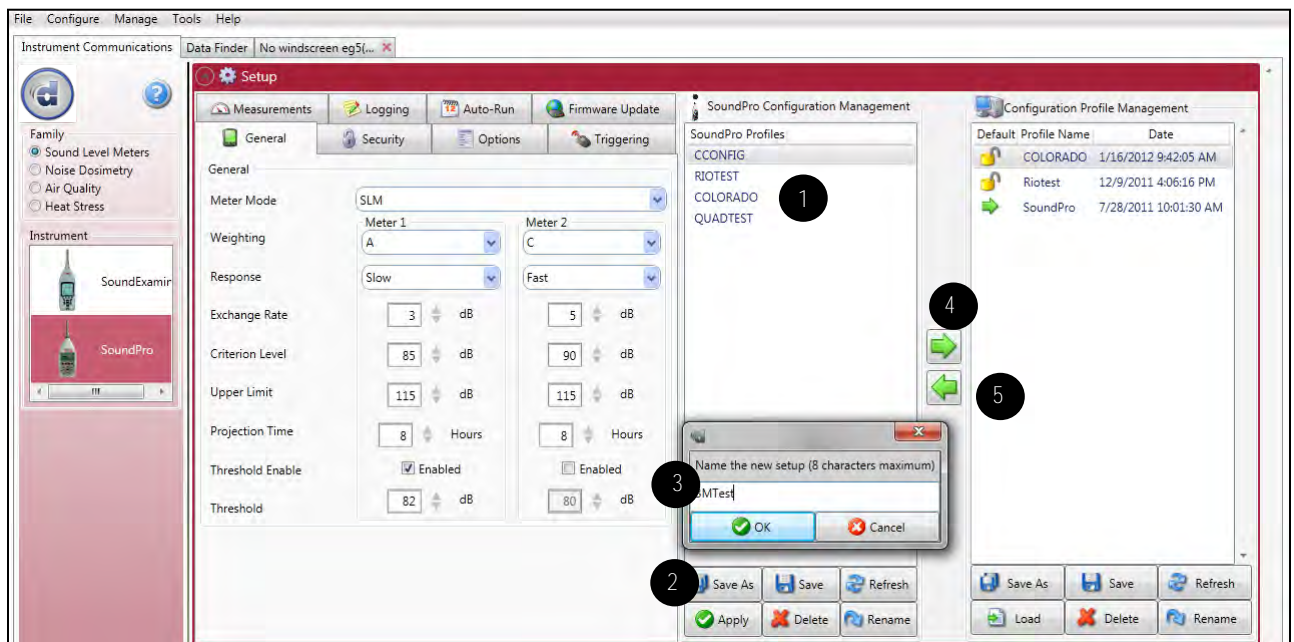 File Configure Manage Tools Help
Instrument Communications Data Finder No windscreen eg5(...
Setup
Family
Sound Level Meters
Noise Dosimetry
Air Quality
Heat Stress
Instrument
SoundExamir
SoundPro
Measurements Logging Auto-Run Firmware Update
General Security Options Triggering
General
Meter Mode SLM
Meter 1 Meter 2
Weighting A C
Response Slow Fast
Exchange Rate 3 dB 5 dB
Criterion Level 85 dB 90 dB
Upper Limit 115 dB 115 dB
Projection Time 8 Hours 8 Hours
Threshold Enable Enabled Enabled
Threshold 82 dB 80 dB
SoundPro Configuration Management
SoundPro Profiles
CCONFIG
RIOTEST
COLORADO
QUADTEST
1
4
5
Name the new setup (8 characters maximum)
3
MTest
OK Cancel
2
Save As Save Refresh
Apply Delete Rename
Configuration Profile Management
Default Profile Name Date
COLORADO 1/16/2012 9:42:05 AM
Riotest 12/9/2011 4:06:16 PM
SoundPro 7/28/2011 10:01:30 AM
Save As Save Refresh
Load Delete Rename